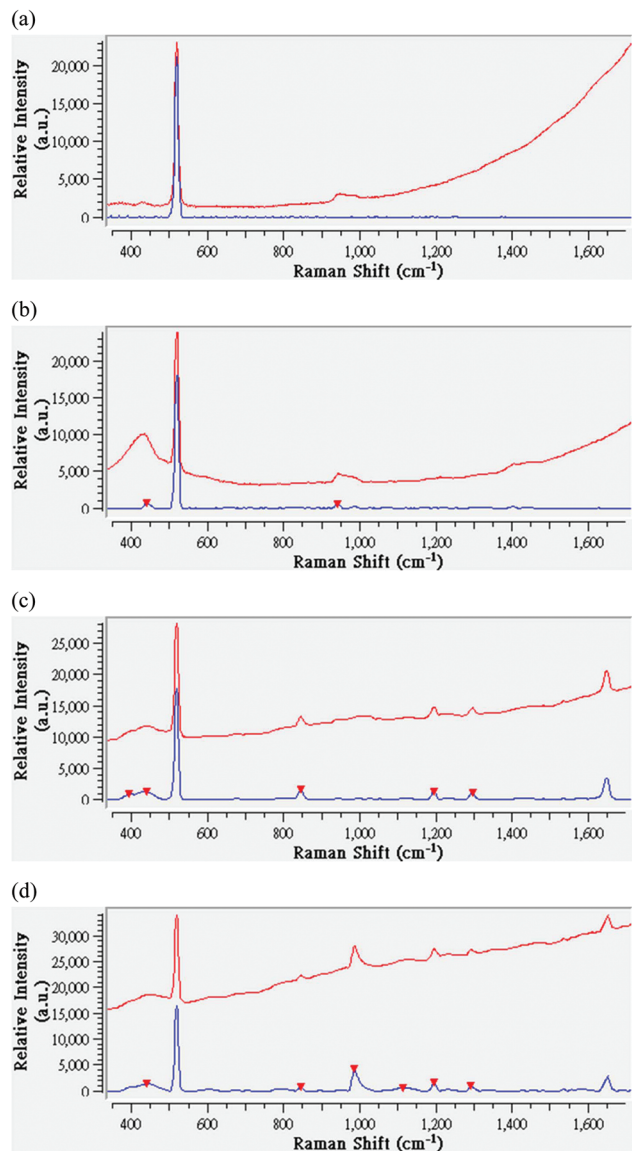 (a)
Relative Intensity
(a.u.)
20,000
15,000
10,000
5,000
0
400 600 800 1,000 1,200 1,400 1,600
Raman Shift (cm⁻¹)
(b)
Relative Intensity
(a.u.)
20,000
15,000
10,000
5,000
0
400 600 800 1,000 1,200 1,400 1,600
Raman Shift (cm⁻¹)
(c)
Relative Intensity
(a.u.)
25,000
20,000
15,000
10,000
5,000
0
400 600 800 1,000 1,200 1,400 1,600
Raman Shift (cm⁻¹)
(d)
Relative Intensity
(a.u.)
30,000
25,000
20,000
15,000
10,000
5,000
0
400 600 800 1,000 1,200 1,400 1,600
Raman Shift (cm⁻¹)